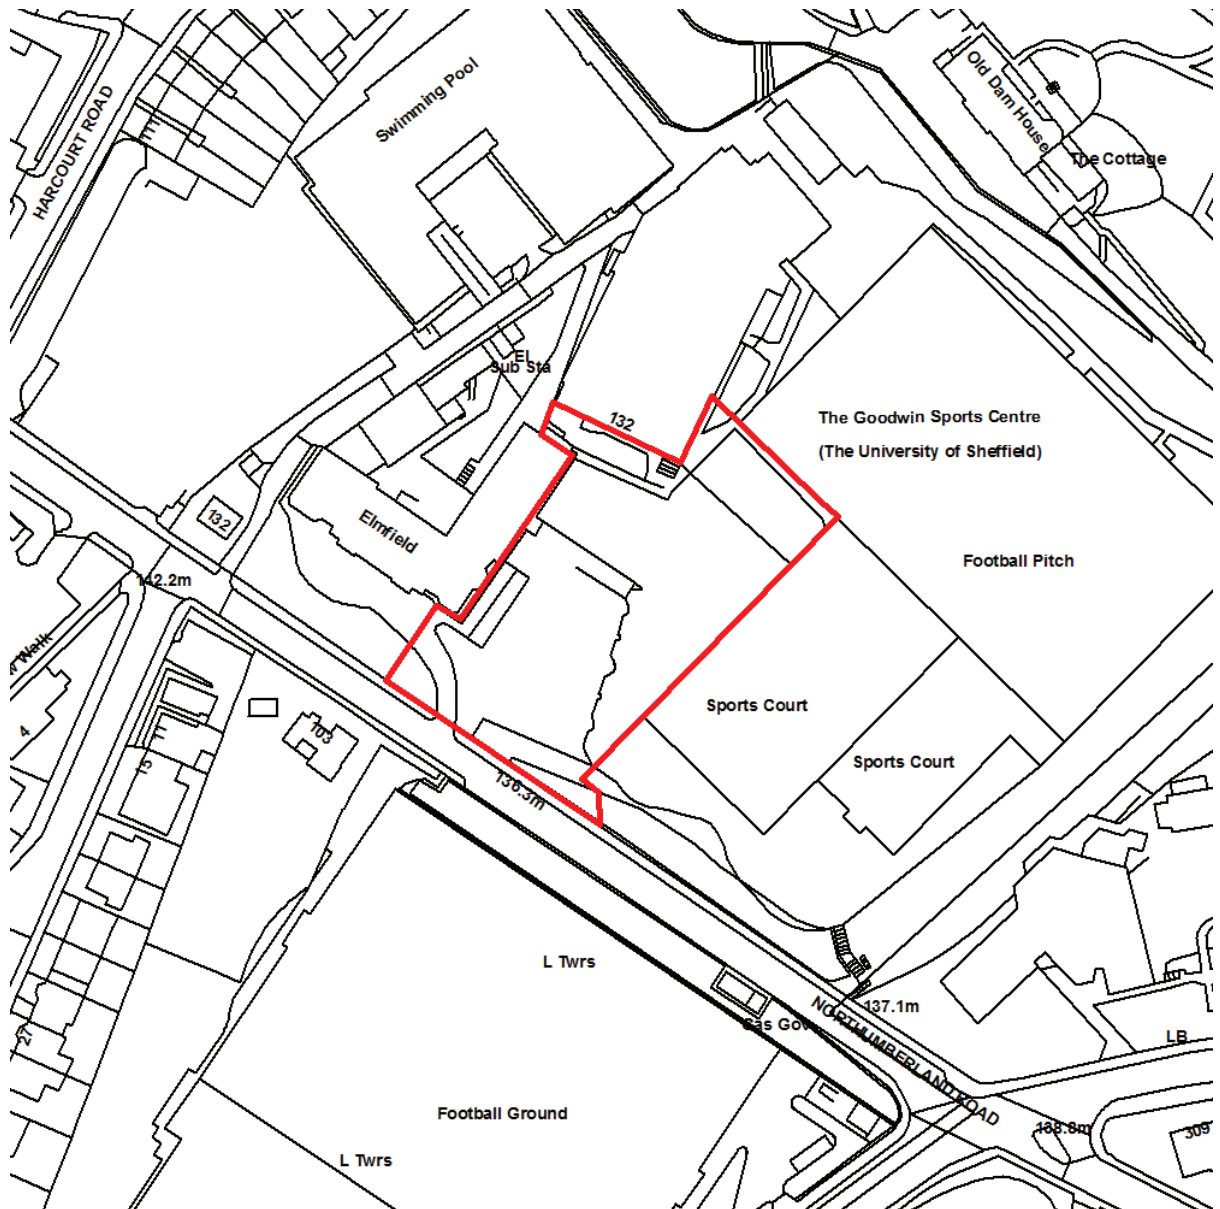 Swimming Pool
Old Dam House
HARCOURT ROAD
111
The Cottage
El
Sub Sta
132
The Goodwin Sports Centre
(The University of Sheffield)
132
Elmfield
Football Pitch
142.2m
Walk
4
11
15
103
Sports Court
Sports Court
136.3m
L Twrs
NORTHUMBERLAND ROAD
137.1m
Gas Gov
LB
27
Football Ground
138.8m
309
L Twrs